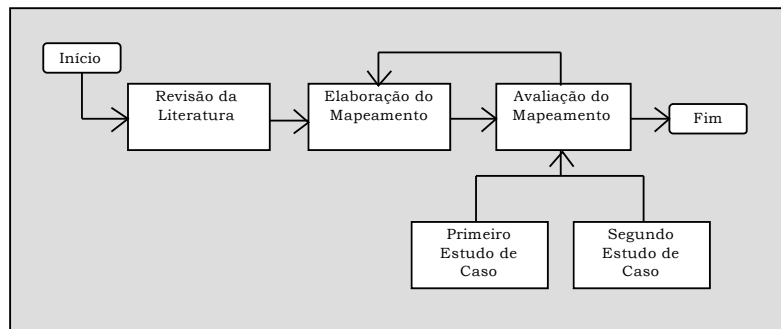 Início
Revisão da
Literatura
Elaboração do
Mapeamento
Avaliação do
Mapeamento
Fim
Primeiro
Estudo de
Caso
Segundo
Estudo de
Caso